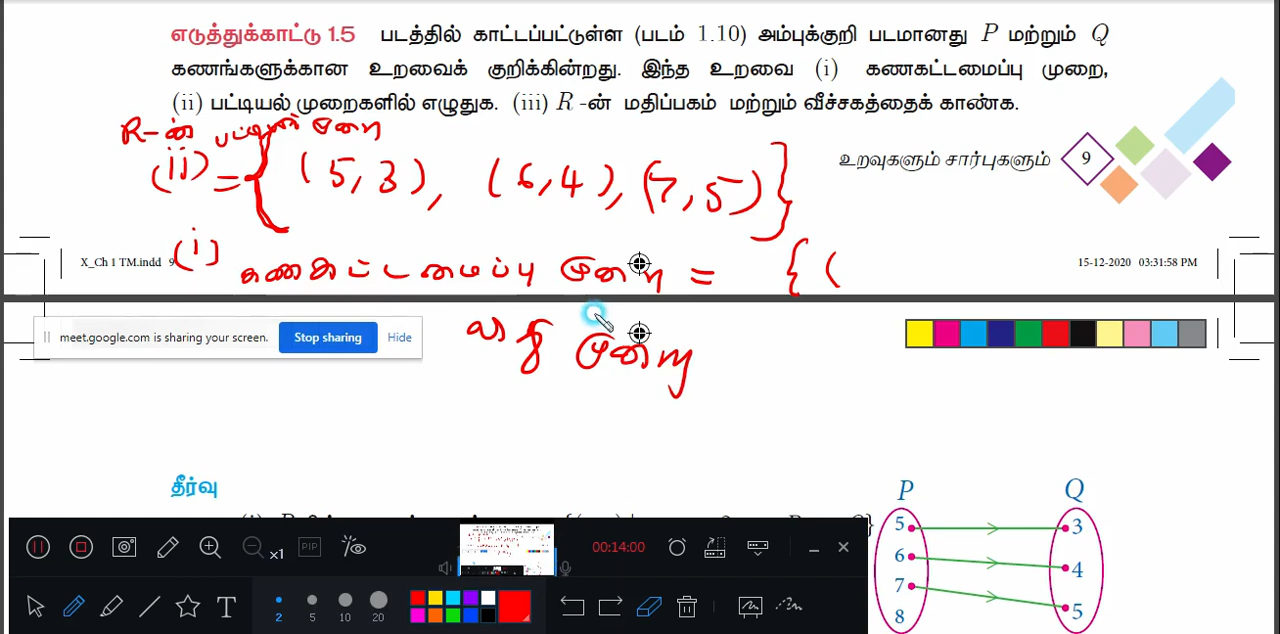 எடுத்துக்காட்டு 1.5 படத்தில் காட்டப்பட்டுள்ள (படம் 1.10) அம்புக்குறி படமானது P மற்றும் Q
கணங்களுக்கான உறவைக் குறிக்கின்றது. இந்த உறவை (i) கணகட்டமைப்பு முறை,
(ii) பட்டியல் முறைகளில் எழுதுக. (iii) R -ன் மதிப்பகம் மற்றும் வீச்சகத்தைக் காண்க.
R-ன் பட்டியல் முறை
உறவுகளும் சார்புகளும் 9
(ii) = { (5,3), (6,4), (7,5) }
X_Ch 1 TM.indd 9
15-12-2020 03:31:58 PM
(i) கணகட்டமைப்பு முறை = { (
meet.google.com is sharing your screen. Stop sharing Hide
முறை
தீர்வு
P Q
5 3
6 4
7 5
8
×1 PIP 00:14:00
T 2 5 10 20